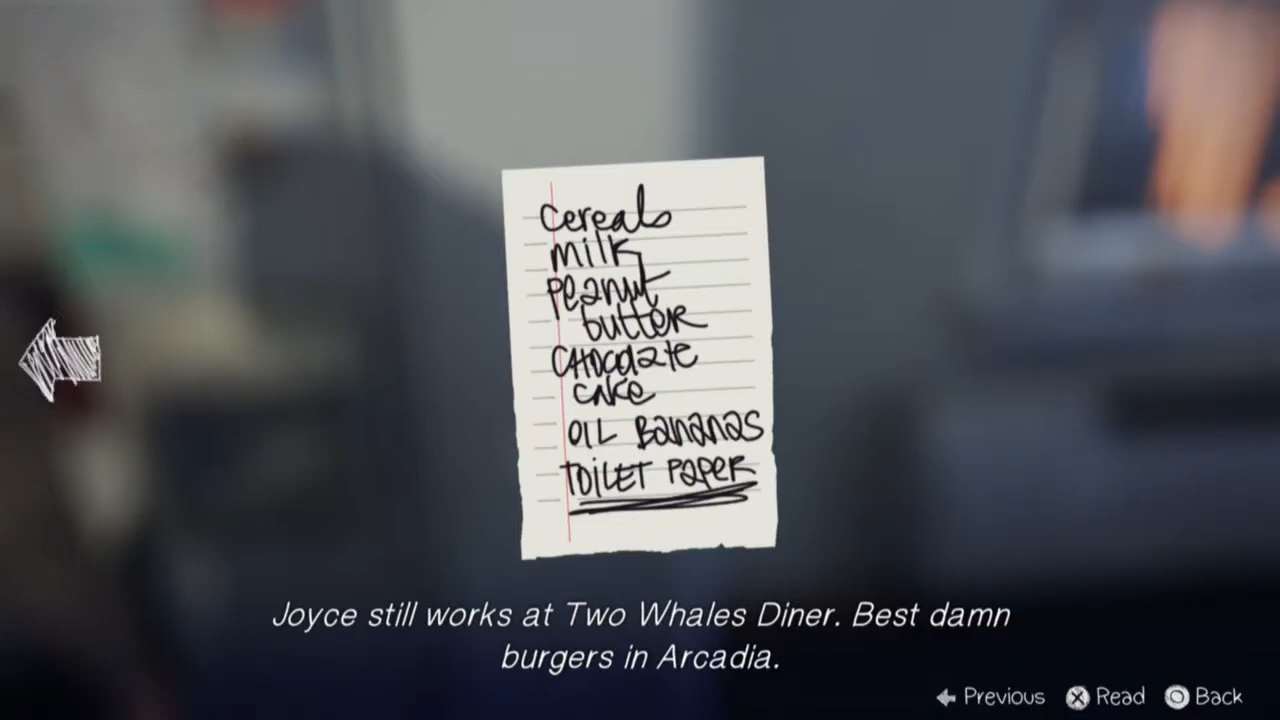 Cereals
milk
peanut
butter
CHocolate
cake
OIL Bananas
TOILET PAPER
Joyce still works at Two Whales Diner. Best damn
burgers in Arcadia.
Previous Read Back